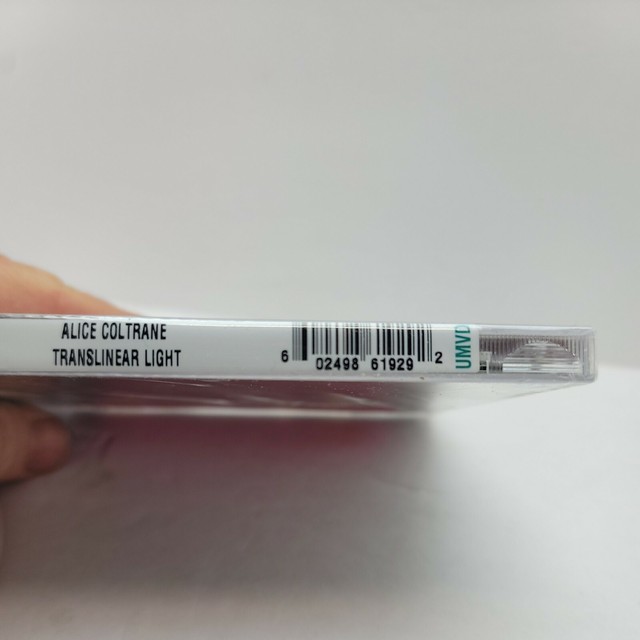 ALICE COLTRANE
TRANSLINEAR LIGHT
6 02498 61929 2
UMVD